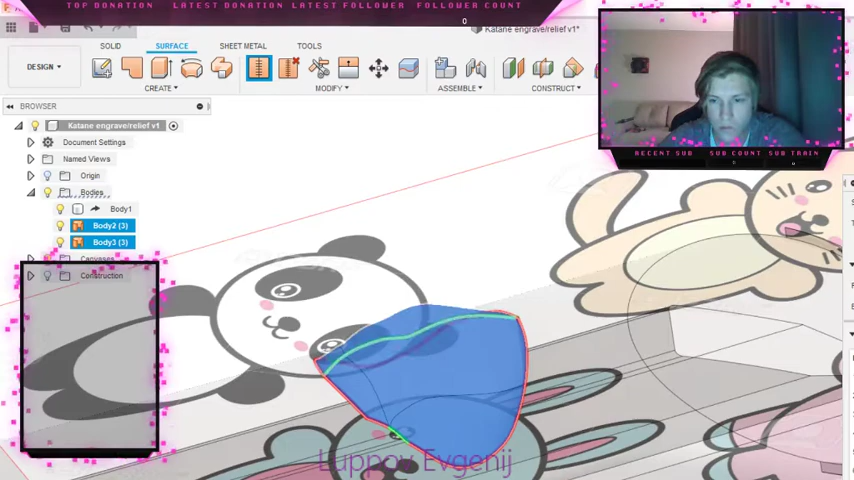 TOP DONATION LATEST DONATION LATEST FOLLOWER FOLLOWER COUNT
0
Katane engrave/relief v1*
SOLID SURFACE SHEET METAL TOOLS
DESIGN
CREATE MODIFY ASSEMBLE CONSTRUCT
RECENT SUB SUB COUNT SUB TRAIN
BROWSER
Katane engrave/relief v1
Document Settings
Named Views
Origin
Bodies
Body1
Body2 (3)
Body3 (3)
Canvases
Construction
Luppov Evgenij